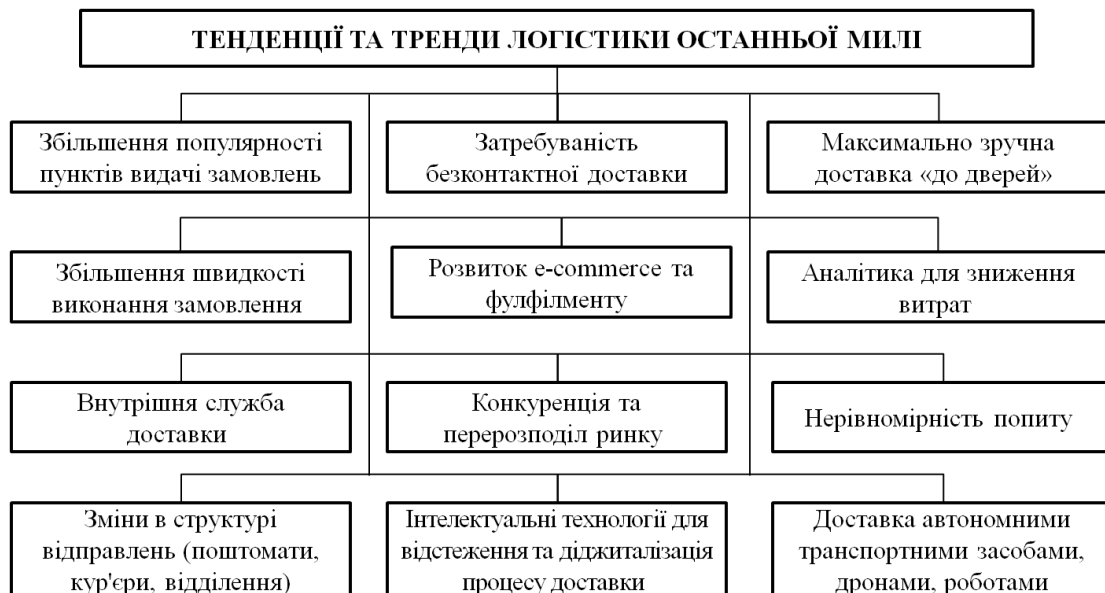 ТЕНДЕНЦІЇ ТА ТРЕНДИ ЛОГІСТИКИ ОСТАННЬОЇ МИЛІ
Збільшення популярності
пунктів видачі замовлень
Затребуваність
безконтактної доставки
Максимально зручна
доставка «до дверей»
Збільшення швидкості
виконання замовлення
Розвиток e-commerce та
фулфілменту
Аналітика для зниження
витрат
Внутрішня служба
доставки
Конкуренція та
перерозподіл ринку
Нерівномірність попиту
Зміни в структурі
відправлень (поштомати,
кур'єри, відділення)
Інтелектуальні технології для
відстеження та діджиталізація
процесу доставки
Доставка автономними
транспортними засобами,
дронами, роботами